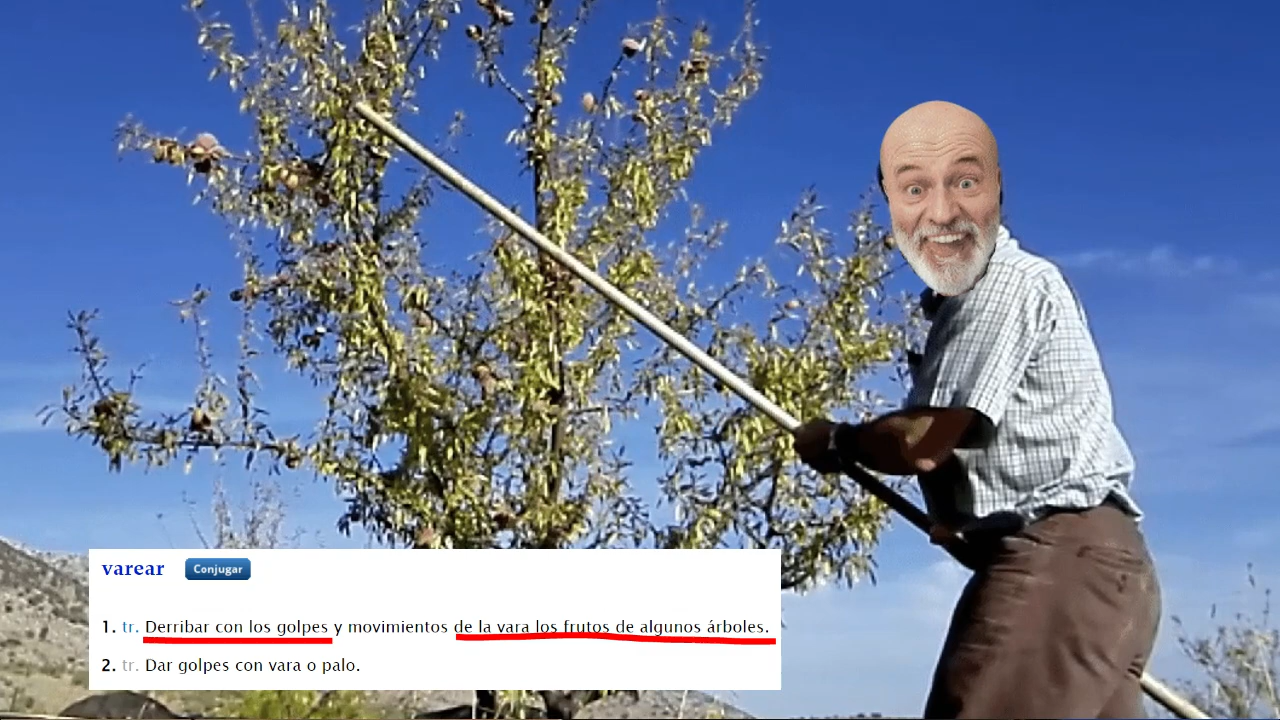 varear Conjugar
1. tr. Derribar con los golpes y movimientos de la vara los frutos de algunos árboles.
2. tr. Dar golpes con vara o palo.